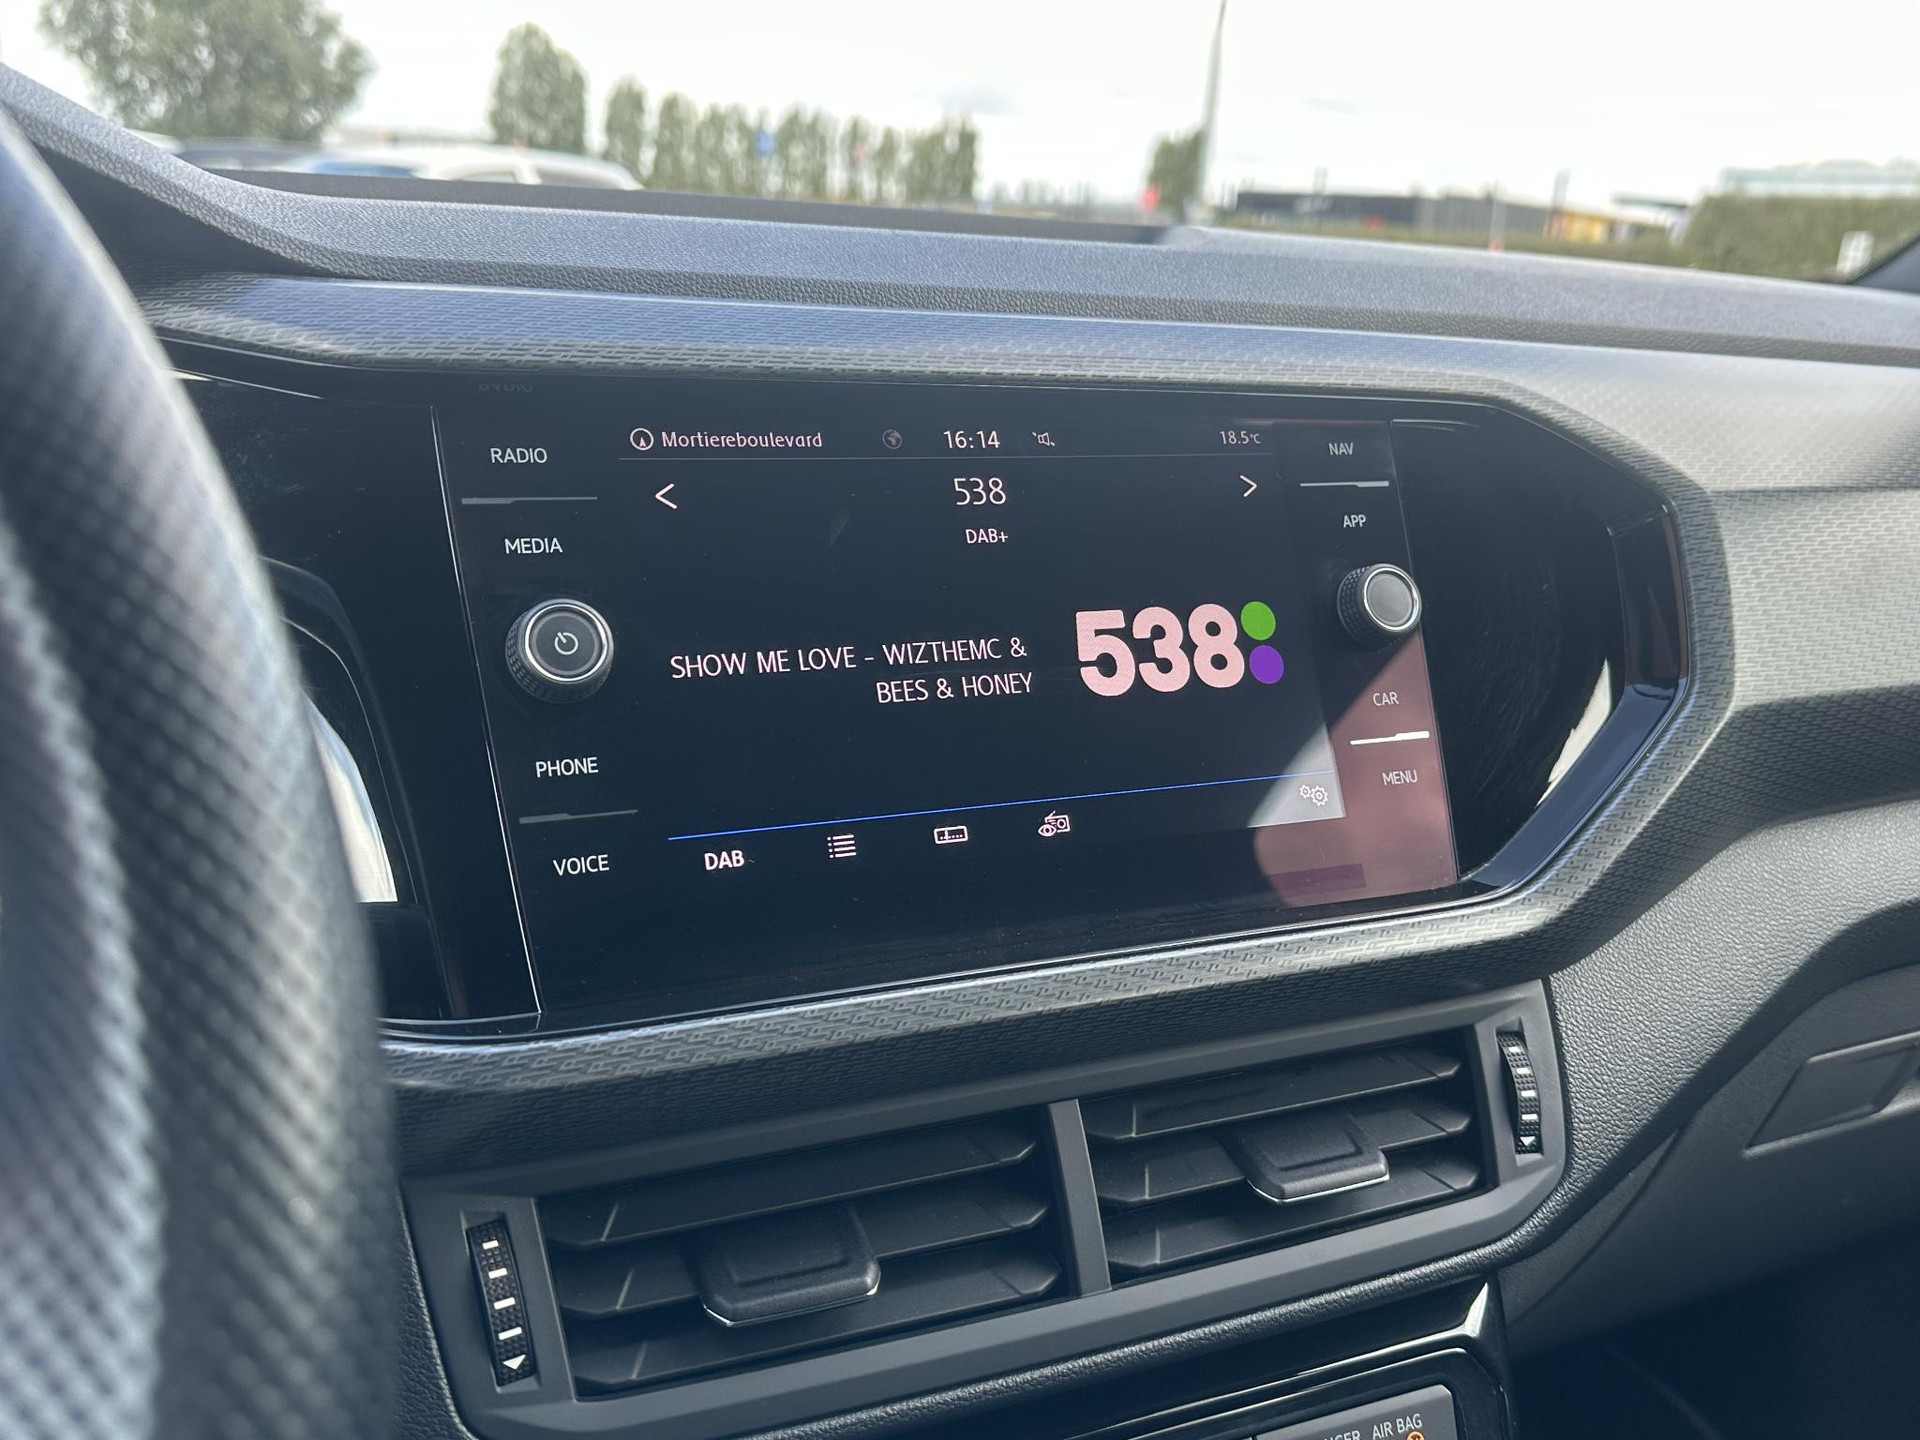 RADIO
MEDIA
PHONE
VOICE
Mortiereboulevard
16:14
18.5°C
<
538
>
DAB+
SHOW ME LOVE - WIZTHEMC &
BEES & HONEY
538
DAB
NAV
APP
CAR
MENU
AIR BAG